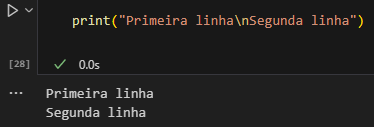 print("Primeira linha\nSegunda linha")
[28]
0.0s
Primeira linha
Segunda linha